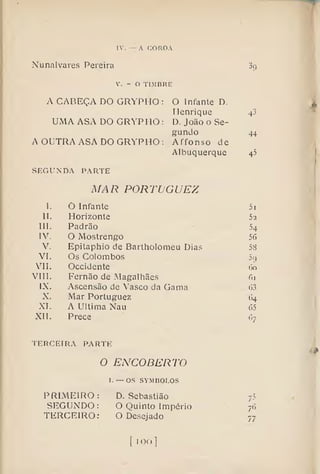 IV. — A COROA
Nunalvares Pereira 39
V. - O TIMBRE
A CABEÇA DO GRYPHO: O Infante D.
Henrique 43
UMA ASA DO GRYPHO: D. João o Se-
gundo 44
A OUTRA ASA DO GRYPHO: Affonso de
Albuquerque 45
SEGUNDA PARTE
MAR PORTUGUEZ
I. O Infante 51
II. Horizonte 52
III. Padrão 54
IV. O Mostrengo 56
V. Epitaphio de Bartholomeu Dias 58
VI. Os Colombos 59
VII. Occidente 60
VIII. Fernão de Magalhães 61
IX. Ascensão de Vasco da Gama 63
X. Mar Portuguez 64
XI. A Ultima Nau 65
XII. Prece 67
TERCEIRA PARTE
O ENCOBERTO
I. — OS SYMBOLOS
PRIMEIRO: D. Sebastião 75
SEGUNDO: O Quinto Império 76
TERCEIRO: O Desejado 77
[100]